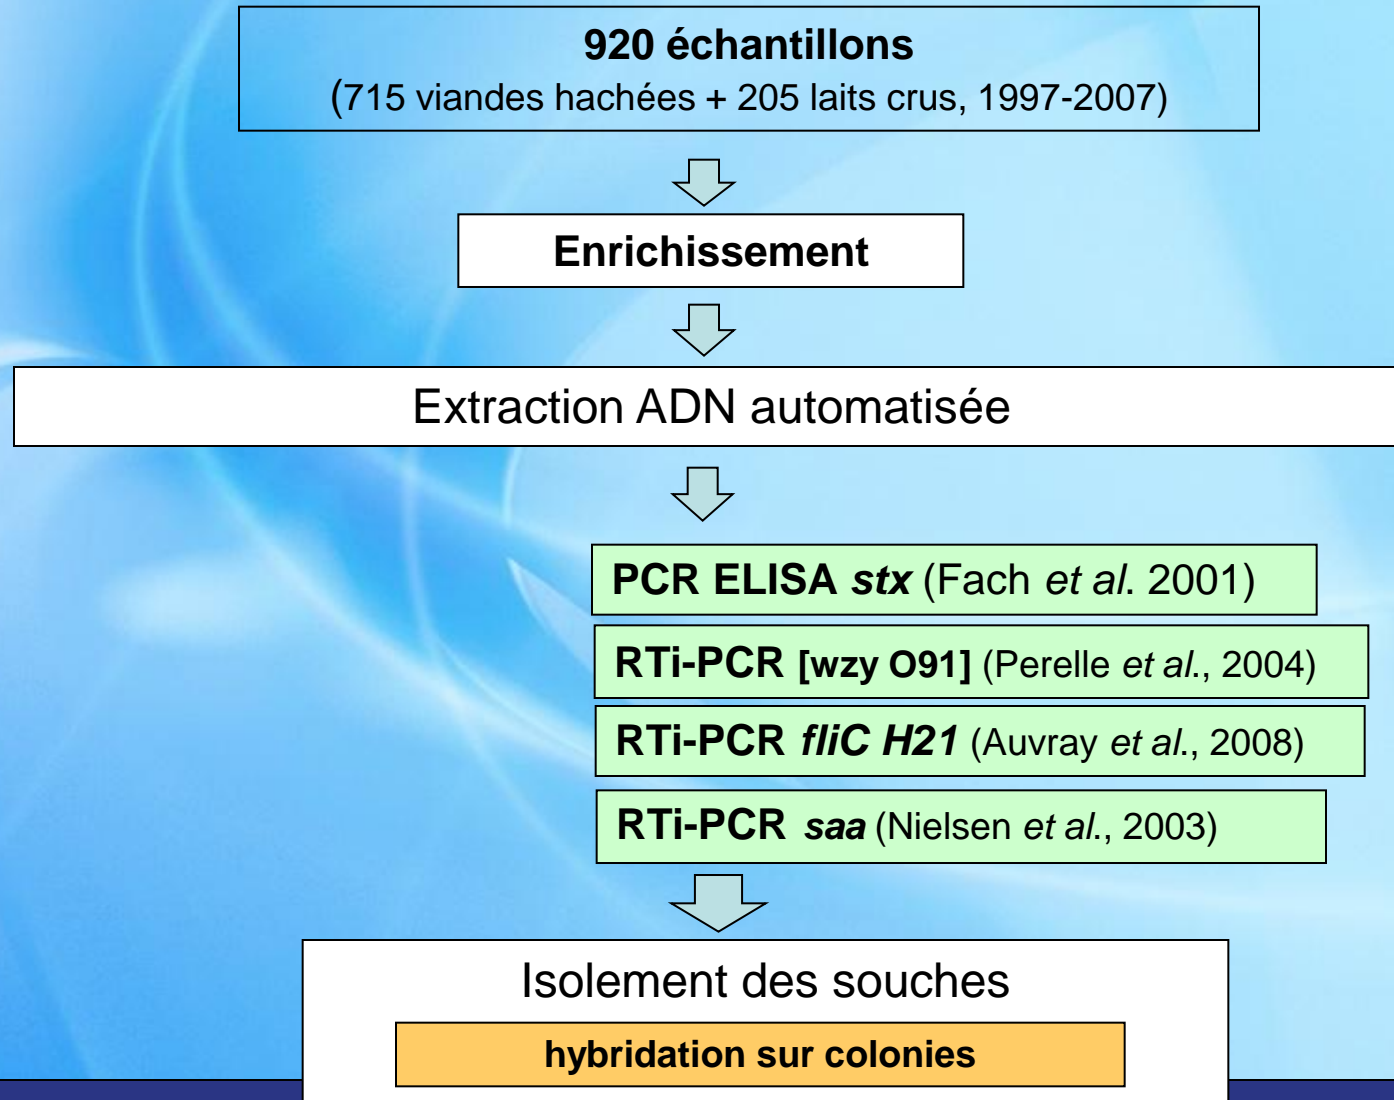 920 échantillons
(715 viandes hachées + 205 laits crus, 1997-2007)
Enrichissement
Extraction ADN automatisée
PCR ELISA stx (Fach et al. 2001)
RTi-PCR [wzy O91] (Perelle et al., 2004)
RTi-PCR fliC H21 (Auvray et al., 2008)
RTi-PCR saa (Nielsen et al., 2003)
Isolement des souches
hybridation sur colonies